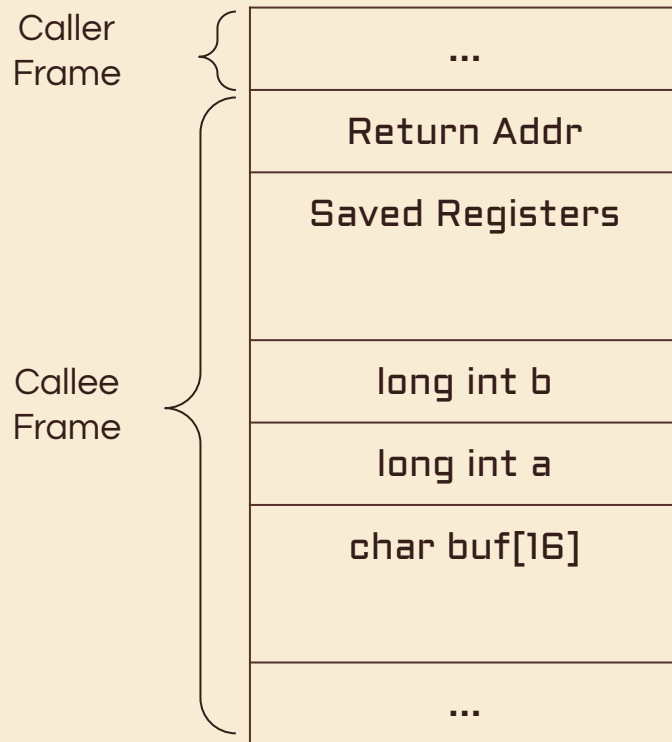 Caller
Frame
...
Return Addr
Saved Registers
Callee
Frame
long int b
long int a
char buf[16]
...